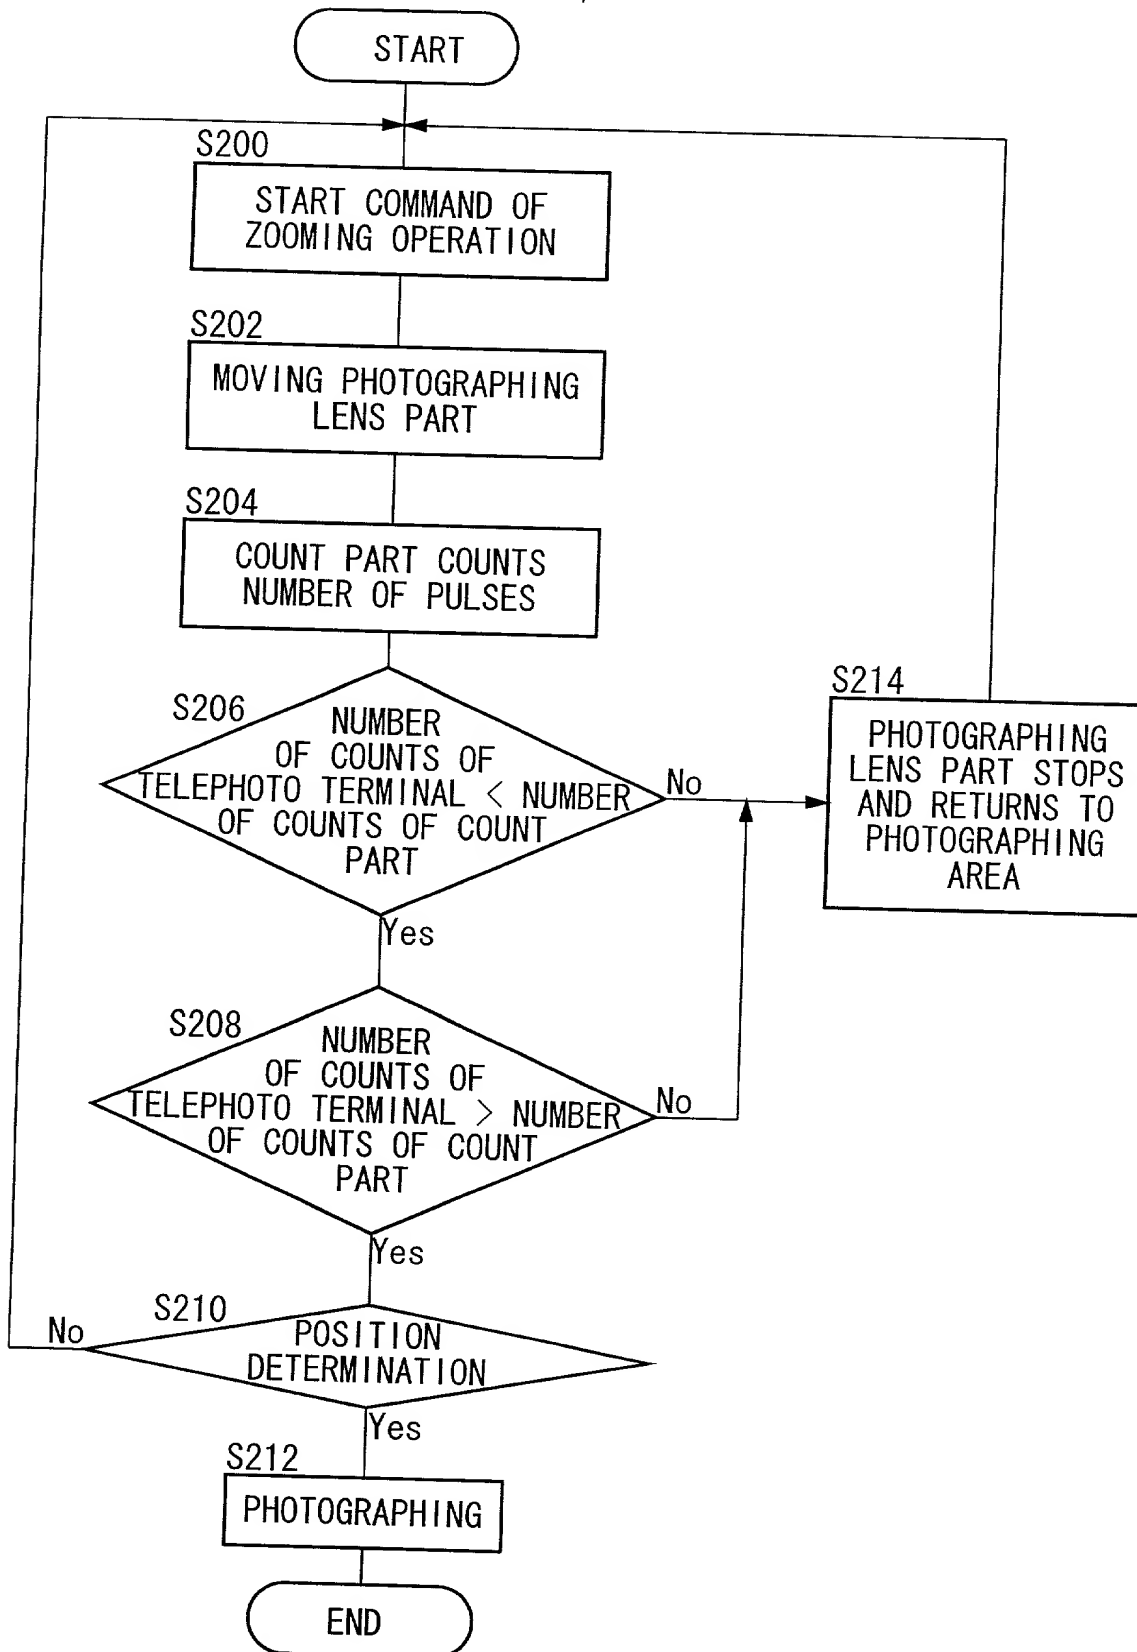 START
S200
START COMMAND OF
ZOOMING OPERATION
S202
MOVING PHOTOGRAPHING
LENS PART
S204
COUNT PART COUNTS
NUMBER OF PULSES
S206
NUMBER
OF COUNTS OF
TELEPHOTO TERMINAL < NUMBER
OF COUNTS OF COUNT
PART
No
Yes
S214
PHOTOGRAPHING
LENS PART STOPS
AND RETURNS TO
PHOTOGRAPHING
AREA
S208
NUMBER
OF COUNTS OF
TELEPHOTO TERMINAL > NUMBER
OF COUNTS OF COUNT
PART
No
Yes
S210
No
POSITION
DETERMINATION
Yes
S212
PHOTOGRAPHING
END